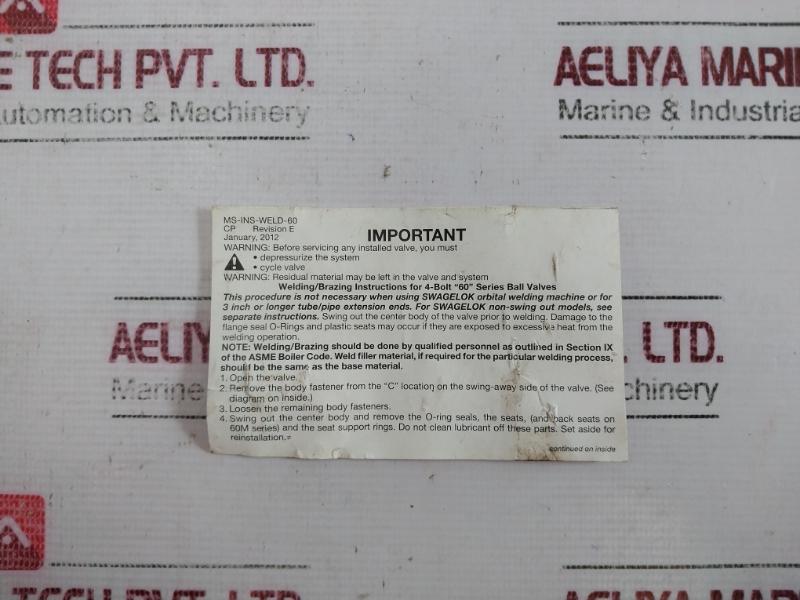 E TECH PVT. LTD.
utomation & Machinery
AELIYA MARI
Marine & Industria
MS-INS-WELD-60
CP Revision E
January, 2012
IMPORTANT
WARNING: Before servicing any installed valve, you must
• depressurize the system
• cycle valve
WARNING: Residual material may be left in the valve and system
Welding/Brazing Instructions for 4-Bolt "60" Series Ball Valves
This procedure is not necessary when using SWAGELOK orbital welding machine or for
3 inch or longer tube/pipe extension ends. For SWAGELOK non-swing out models, see
separate instructions. Swing out the center body of the valve prior to welding. Damage to the
flange seal O-Rings and plastic seats may occur if they are exposed to excessive heat from the
welding operation.
NOTE: Welding/Brazing should be done by qualified personnel as outlined in Section IX
of the ASME Boiler Code. Weld filler material, if required for the particular welding process,
should be the same as the base material.
1. Open the valve.
2. Remove the body fastener from the "C" location on the swing-away side of the valve. (See
diagram on inside.)
3. Loosen the remaining body fasteners.
4. Swing out the center body and remove the O-ring seals, the seats, (and back seats on
60M series) and the seat support rings. Do not clean lubricant off these parts. Set aside for
reinstallation.
continued on inside
AELI
LTD.
Marine
chinery
E TECH PVT. LTD.
AELIYA MARI